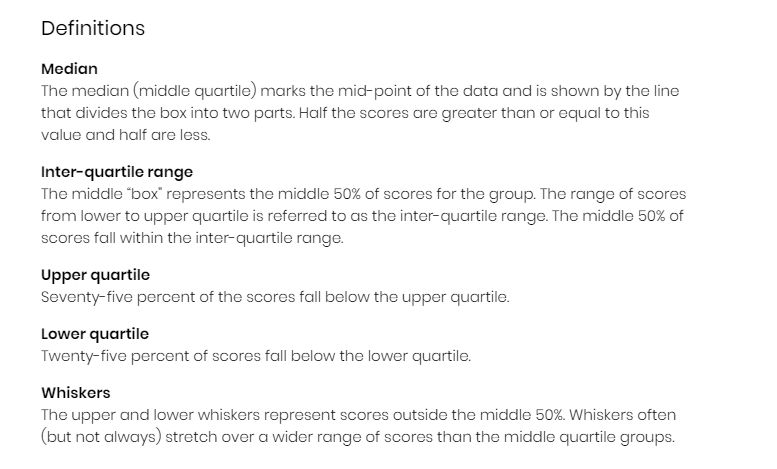 Definitions
Median
The median (middle quartile) marks the mid-point of the data and is shown by the line
that divides the box into two parts. Half the scores are greater than or equal to this
value and half are less.
Inter-quartile range
The middle “box” represents the middle 50% of scores for the group. The range of scores
from lower to upper quartile is referred to as the inter-quartile range. The middle 50% of
scores fall within the inter-quartile range.
Upper quartile
Seventy-five percent of the scores fall below the upper quartile.
Lower quartile
Twenty-five percent of scores fall below the lower quartile.
Whiskers
The upper and lower whiskers represent scores outside the middle 50%. Whiskers often
(but not always) stretch over a wider range of scores than the middle quartile groups.